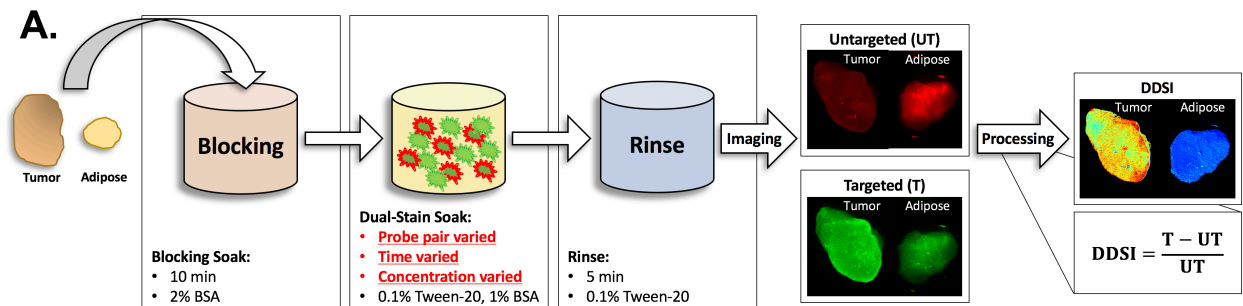 A.
Tumor
Adipose
Blocking
Blocking Soak:
• 10 min
• 2% BSA
Dual-Stain Soak:
• Probe pair varied
• Time varied
• Concentration varied
• 0.1% Tween-20, 1% BSA
Rinse
Rinse:
• 5 min
• 0.1% Tween-20
Imaging
Untargeted (UT)
Tumor
Adipose
Targeted (T)
Tumor
Adipose
Processing
DDSI
Tumor
Adipose
DDSI = T − UT / UT